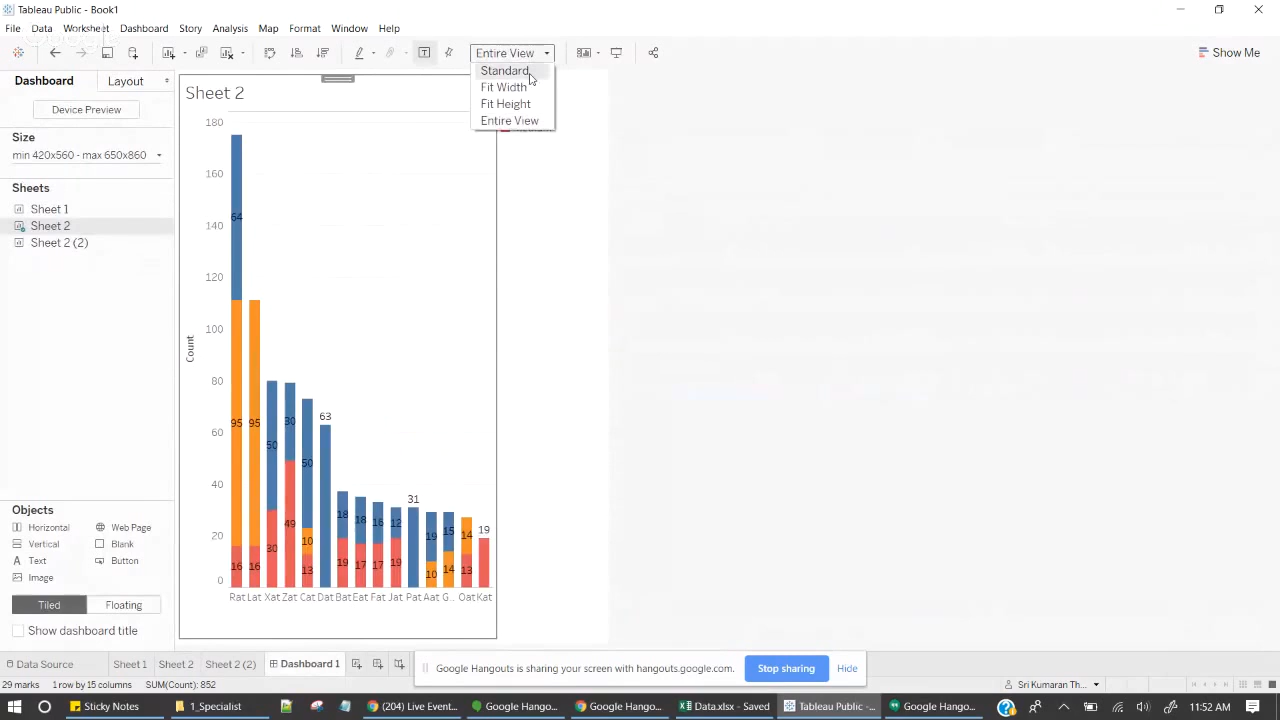 Tableau Public - Book1
File Data Worksheet Dashboard Story Analysis Map Format Window Help
Entire View
Show Me
Standard
Fit Width
Fit Height
Entire View
Dashboard Layout
Device Preview
Size
min 420x560 - max 650x860
Sheets
Sheet 1
Sheet 2
Sheet 2 (2)
Objects
Horizontal Web Page
Vertical Blank
Text Button
Image
Tiled Floating
Show dashboard title
Sheet 2
Count
180
160
140
120
100
80
60
40
20
0
64
95 95
63
50 30 50
31
49
18 18 16 12 19 15 14 19
30 10 19 17 17 19
16 16 13 10 14 13
Rat Lat Xat Zat Cat Dat Bat Eat Fat Jat Pat Aat G... Oat Kat
Data Source Sheet 1 Sheet 2 Sheet 2 (2) Dashboard 1
Google Hangouts is sharing your screen with hangouts.google.com. Stop sharing Hide
29 marks 1 row by 15 columns SUM(Count): 852
Sri Kumaran Th...
Sticky Notes 1_Specialist (204) Live Event... Google Hango... Google Hango... Data.xlsx - Saved Tableau Public -... Google Hango... 11:52 AM